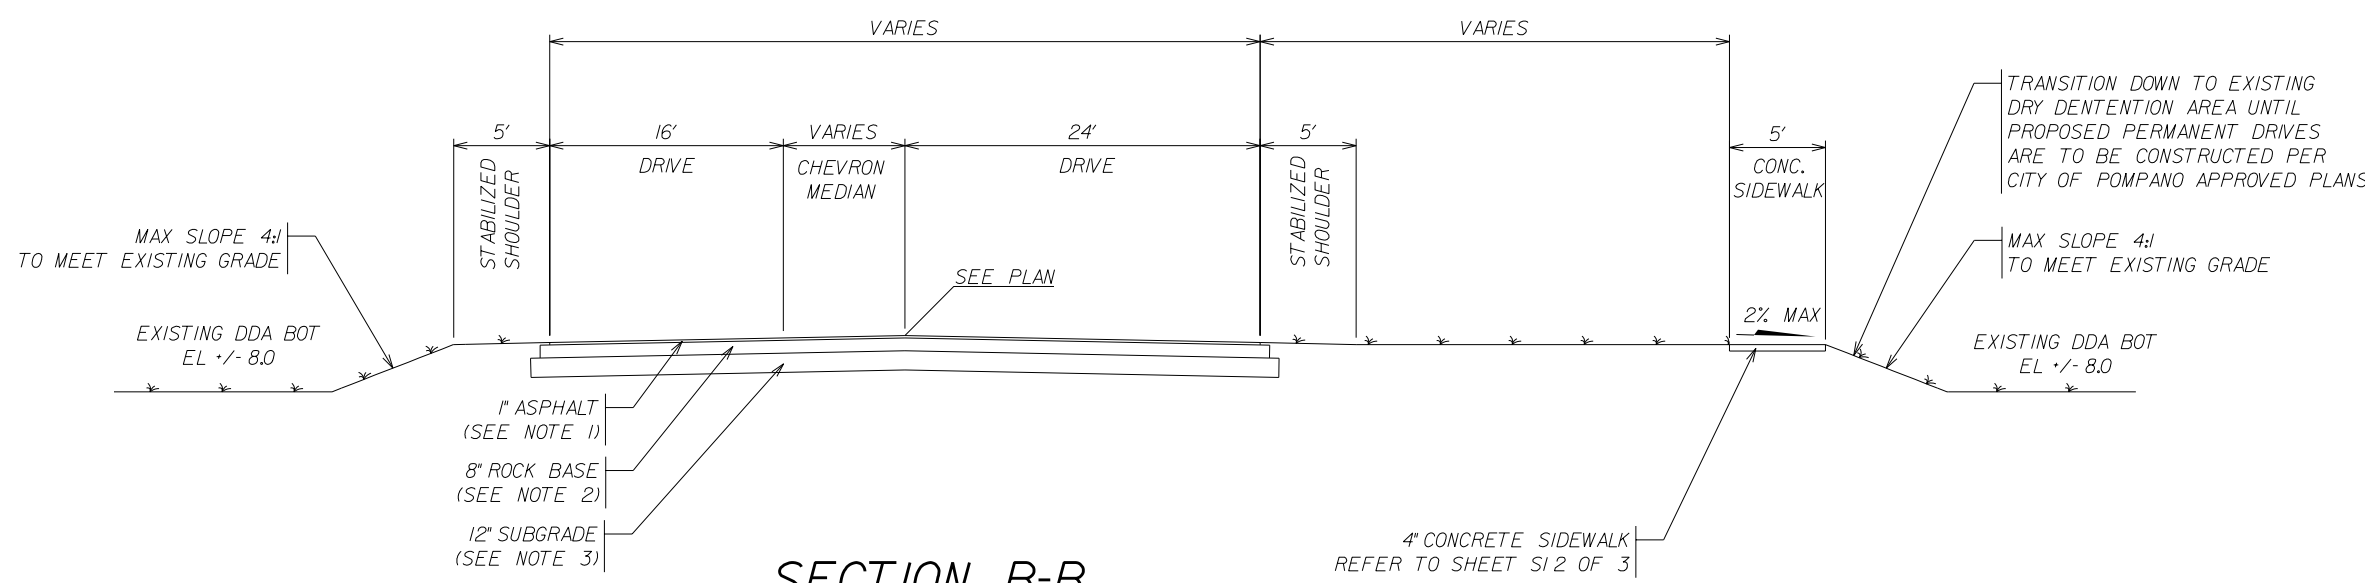 VARIES
VARIES
5'
16'
VARIES
24'
5'
5'
STABILIZED
SHOULDER
DRIVE
CHEVRON
MEDIAN
DRIVE
STABILIZED
SHOULDER
CONC.
SIDEWALK
TRANSITION DOWN TO EXISTING
DRY DENTENTION AREA UNTIL
PROPOSED PERMANENT DRIVES
ARE TO BE CONSTRUCTED PER
CITY OF POMPANO APPROVED PLANS
MAX SLOPE 4:1
TO MEET EXISTING GRADE
MAX SLOPE 4:1
TO MEET EXISTING GRADE
SEE PLAN
2% MAX
EXISTING DDA BOT
EL +/- 8.0
EXISTING DDA BOT
EL +/- 8.0
1" ASPHALT
(SEE NOTE 1)
8" ROCK BASE
(SEE NOTE 2)
12" SUBGRADE
(SEE NOTE 3)
4" CONCRETE SIDEWALK
REFER TO SHEET S1 2 OF 3
SECTION B-B